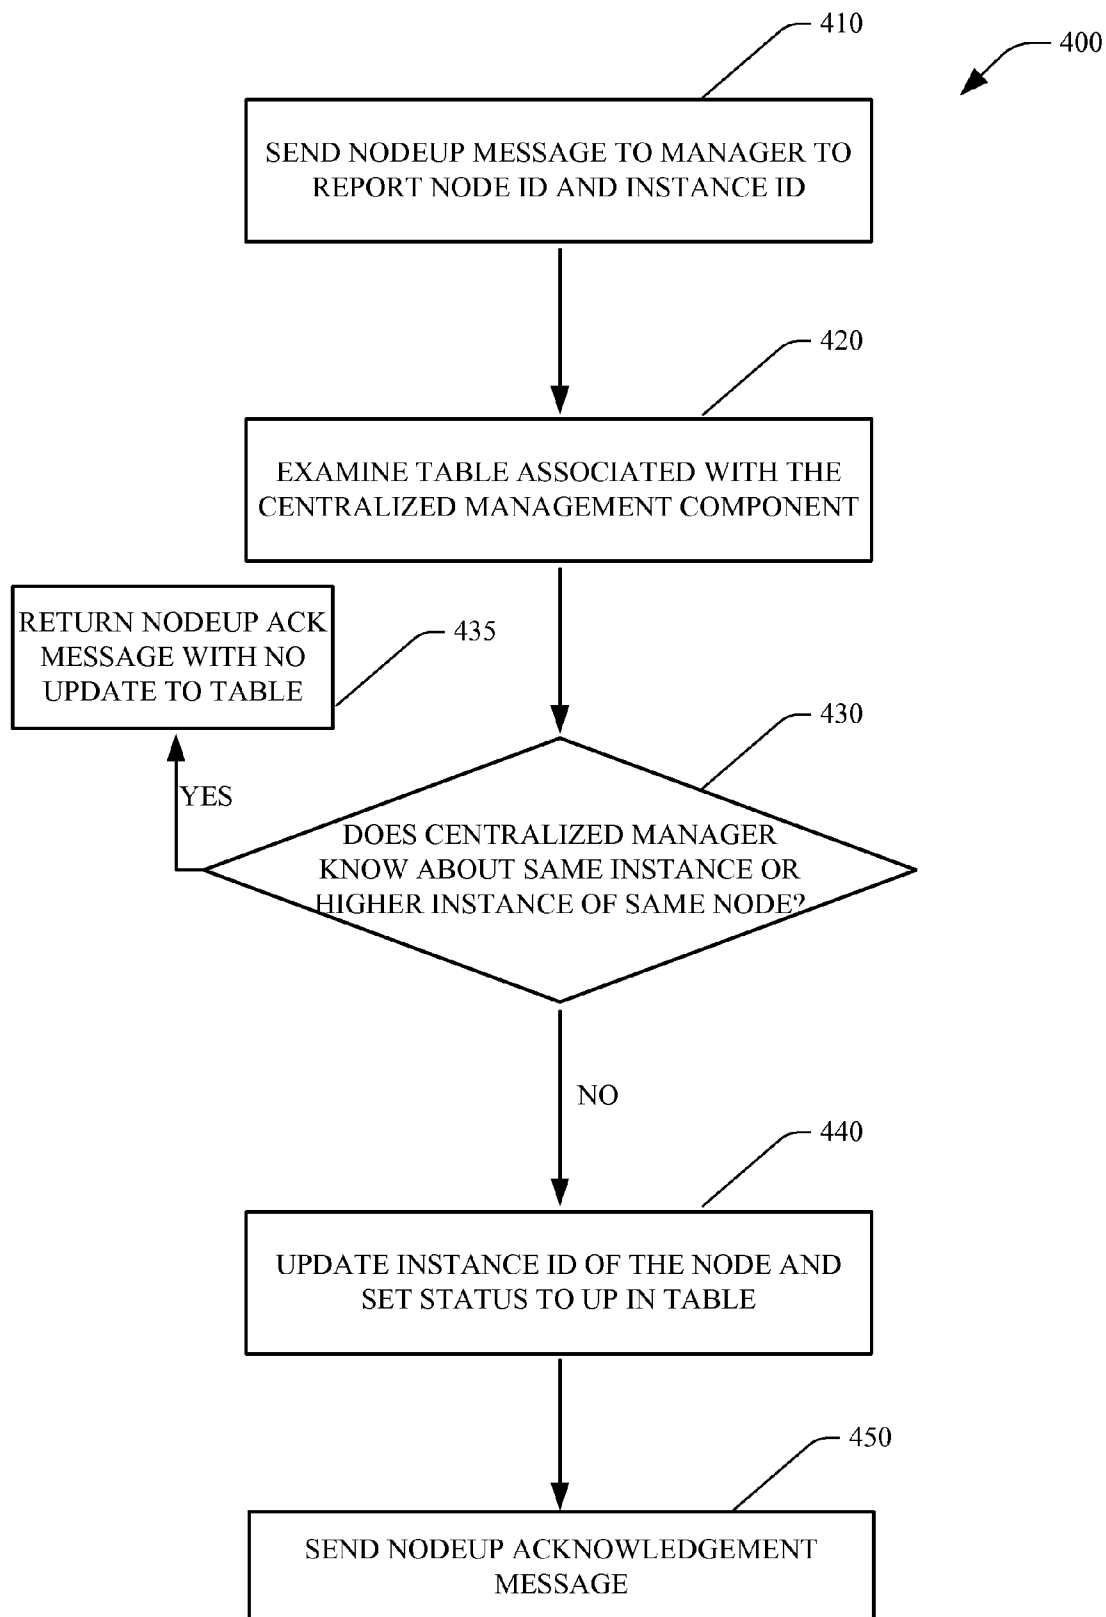 410
400
SEND NODEUP MESSAGE TO MANAGER TO
REPORT NODE ID AND INSTANCE ID
420
EXAMINE TABLE ASSOCIATED WITH THE
CENTRALIZED MANAGEMENT COMPONENT
RETURN NODEUP ACK
MESSAGE WITH NO
UPDATE TO TABLE
435
430
YES
DOES CENTRALIZED MANAGER
KNOW ABOUT SAME INSTANCE OR
HIGHER INSTANCE OF SAME NODE?
NO
440
UPDATE INSTANCE ID OF THE NODE AND
SET STATUS TO UP IN TABLE
450
SEND NODEUP ACKNOWLEDGEMENT
MESSAGE